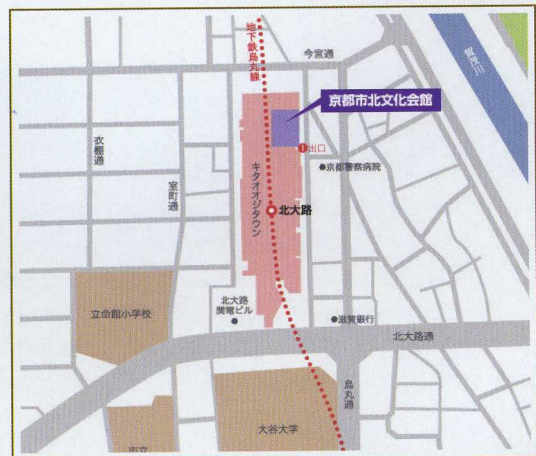 地下鉄烏丸線
今宮通
賀茂川
京都市北文化会館
衣棚通
❶出口
京都警察病院
室町通
キタオオジタウン
北大路
立命館小学校
北大路
関電ビル
滋賀銀行
北大路通
烏丸通
大谷大学